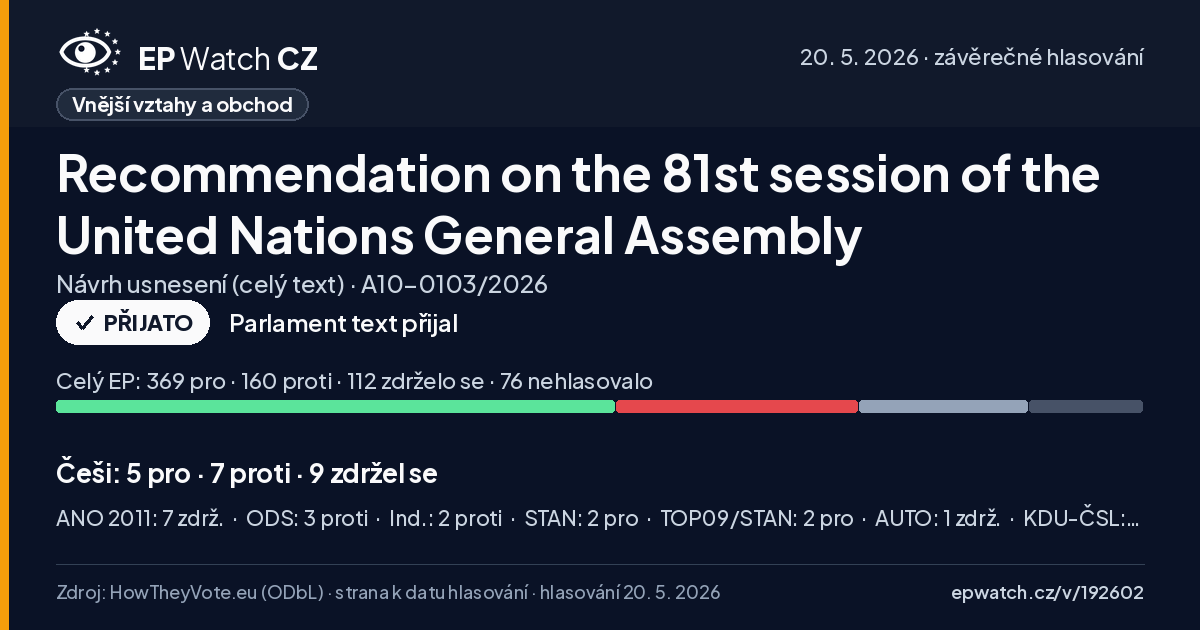 EP Watch CZ
20. 5. 2026 · závěrečné hlasování
Vnější vztahy a obchod
Recommendation on the 81st session of the
United Nations General Assembly
Návrh usnesení (celý text) · A10-0103/2026
✓ PŘIJATO Parlament text přijal
Celý EP: 369 pro · 160 proti · 112 zdrželo se · 76 nehlasovalo
Češi: 5 pro · 7 proti · 9 zdržel se
ANO 2011: 7 zdrž. · ODS: 3 proti · Ind.: 2 proti · STAN: 2 pro · TOP09/STAN: 2 pro · AUTO: 1 zdrž. · KDU-ČSL:…
Zdroj: HowTheyVote.eu (ODbL) · strana k datu hlasování · hlasování 20. 5. 2026
epwatch.cz/v/192602